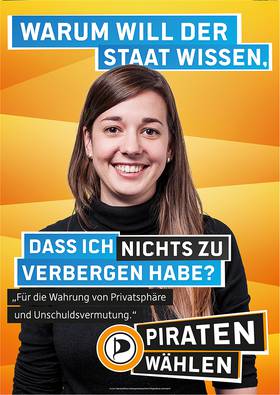 WARUM WILL DER
STAAT WISSEN,
DASS ICH NICHTS ZU
VERBERGEN HABE?
„Für die Wahrung von Privatsphäre
und Unschuldsvermutung.“
PIRATEN
WÄHLEN